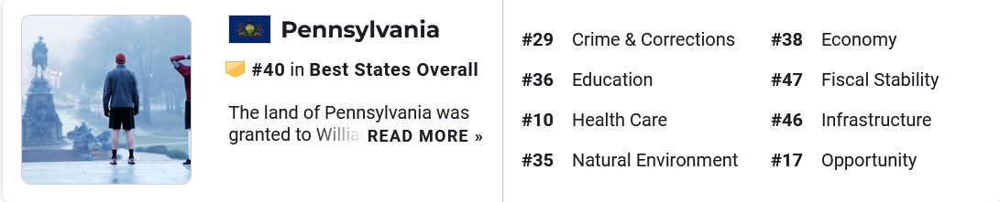 Pennsylvania
#40 in Best States Overall
The land of Pennsylvania was
granted to Willia READ MORE »
#29 Crime & Corrections
#36 Education
#10 Health Care
#35 Natural Environment
#38 Economy
#47 Fiscal Stability
#46 Infrastructure
#17 Opportunity